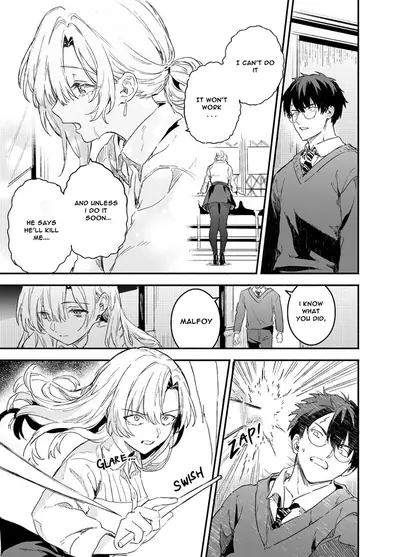 I CAN'T DO
IT
IT WON'T
WORK
...
AND UNLESS
I DO IT
SOON...
HE SAYS
HE'LL KILL
ME....
I KNOW
WHAT YOU
DID,
MALFOY
ZAP!
GLARE...
SWISH